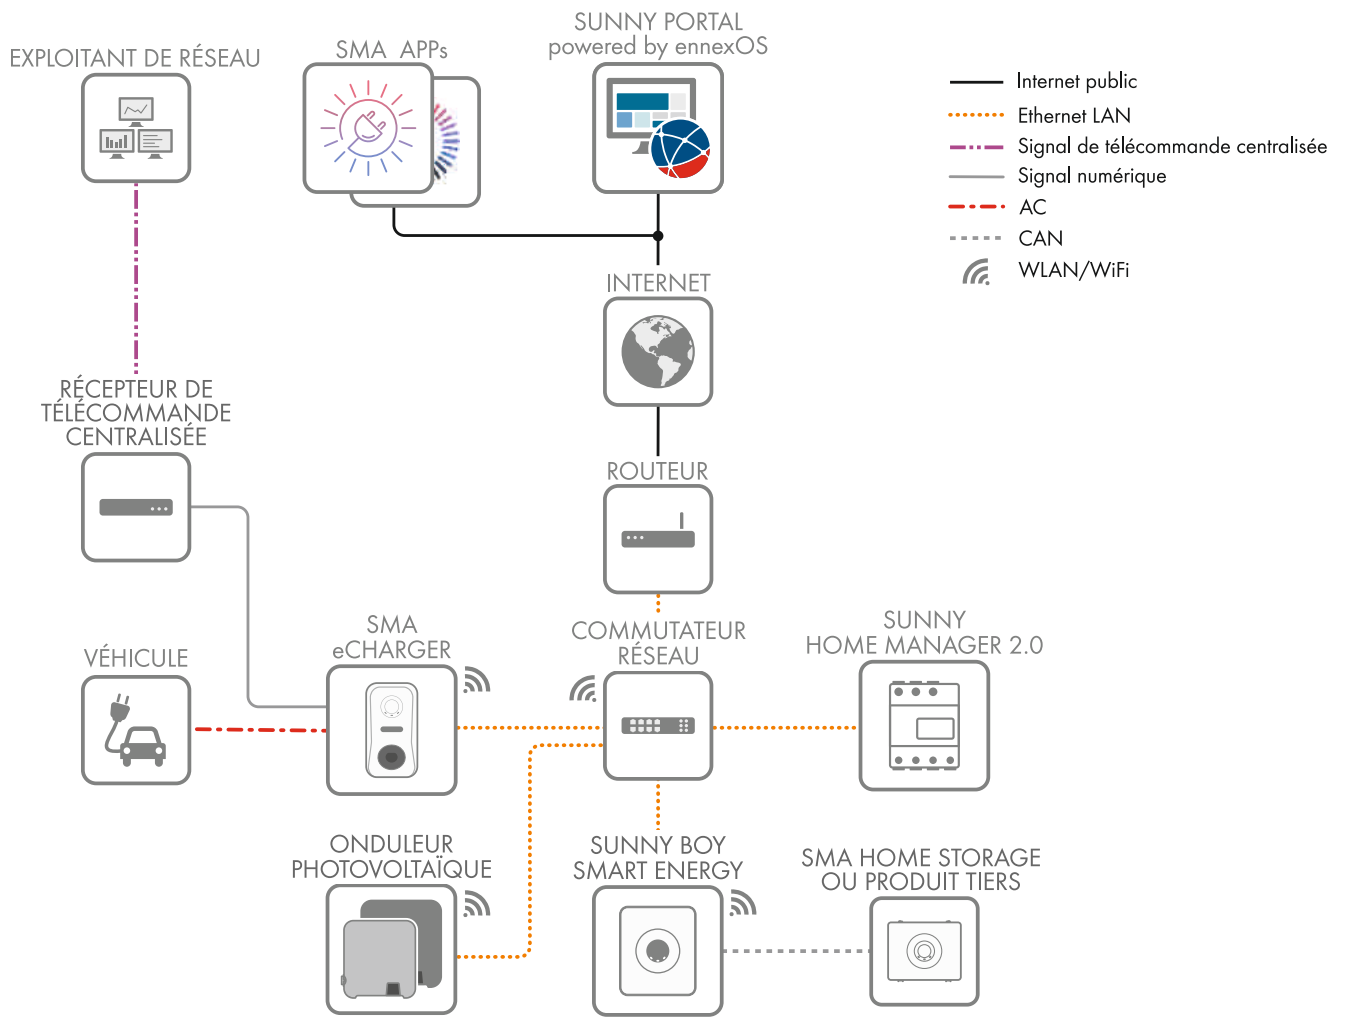 SUNNY PORTAL
powered by ennexOS
EXPLOITANT DE RÉSEAU
SMA APPs
Internet public
Ethernet LAN
Signal de télécommande centralisée
Signal numérique
AC
CAN
WLAN/WiFi
INTERNET
RÉCEPTEUR DE
TÉLÉCOMMANDE
CENTRALISÉE
ROUTEUR
VÉHICULE
SMA
eCHARGER
COMMUTATEUR
RÉSEAU
SUNNY
HOME MANAGER 2.0
ONDULEUR
PHOTOVOLTAÏQUE
SUNNY BOY
SMART ENERGY
SMA HOME STORAGE
OU PRODUIT TIERS